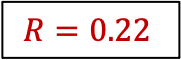 R = 0.22